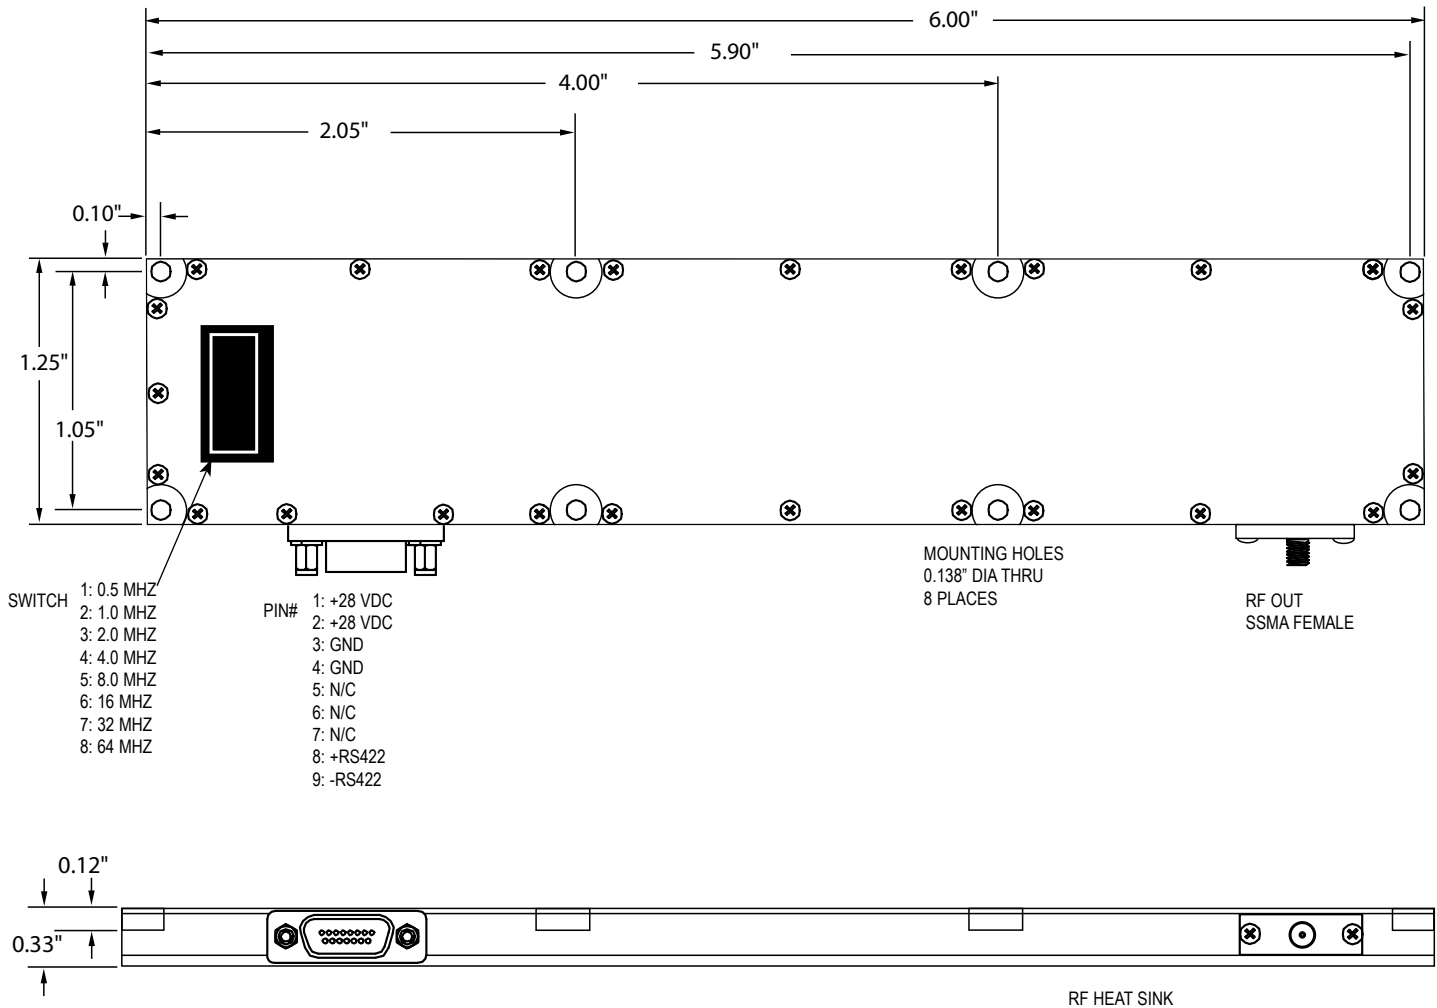 6.00"
5.90"
4.00"
2.05"
0.10"
1.25"
1.05"
SWITCH
1: 0.5 MHZ
2: 1.0 MHZ
3: 2.0 MHZ
4: 4.0 MHZ
5: 8.0 MHZ
6: 16 MHZ
7: 32 MHZ
8: 64 MHZ
PIN#
1: +28 VDC
2: +28 VDC
3: GND
4: GND
5: N/C
6: N/C
7: N/C
8: +RS422
9: -RS422
MOUNTING HOLES
0.138” DIA THRU
8 PLACES
RF OUT
SSMA FEMALE
0.12"
0.33"
RF HEAT SINK